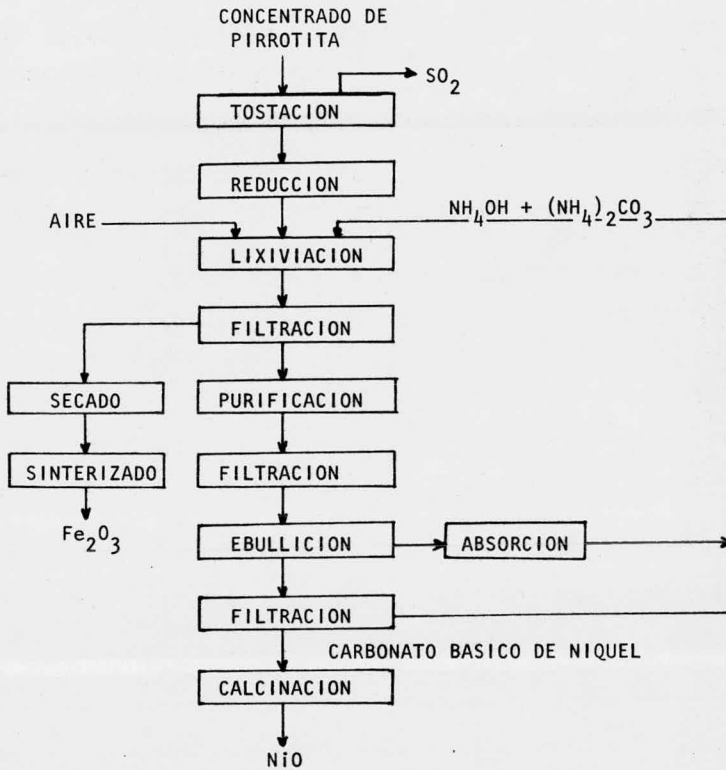 CONCENTRADO DE
PIRROTITA
SO2
TOSTACION
REDUCCION
AIRE
NH4OH + (NH4)2CO3
LIXIVIACION
FILTRACION
SECADO
PURIFICACION
SINTERIZADO
FILTRACION
Fe2O3
EBULLICION
ABSORCION
FILTRACION
CARBONATO BASICO DE NIQUEL
CALCINACION
NiO